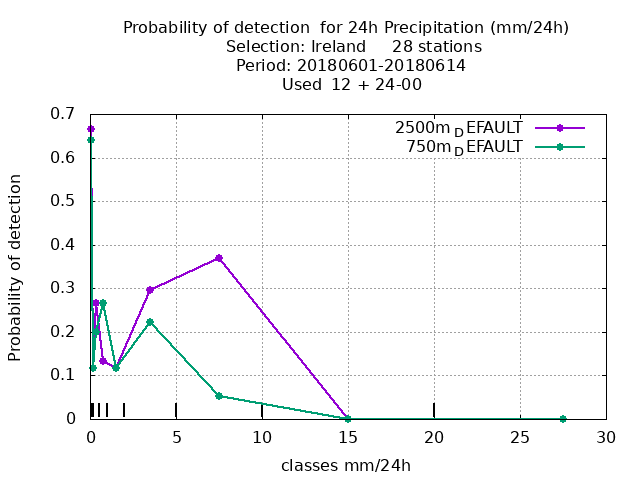 Probability of detection  for 24h Precipitation (mm/24h)
Selection: Ireland     28 stations
Period: 20180601-20180614
Used  12 + 24-00
2500m_DEFAULT
750m_DEFAULT
Probability of detection
0.7
0.6
0.5
0.4
0.3
0.2
0.1
0
0 5 10 15 20 25 30
classes mm/24h